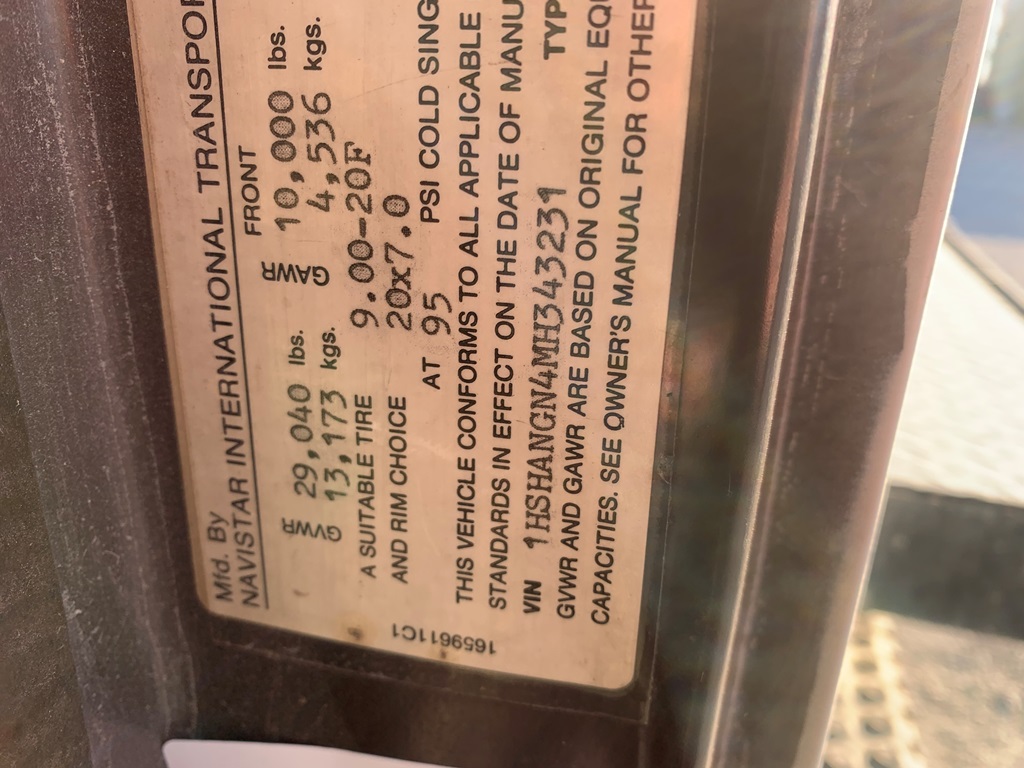 Mfd. By
NAVISTAR INTERNATIONAL TRANSPOR
FRONT
GVWR 29,040 lbs. GAWR 10,000 lbs.
13,173 kgs. 4,536 kgs.
A SUITABLE TIRE 9.00-20F
AND RIM CHOICE 20x7.0
AT 95 PSI COLD SING
THIS VEHICLE CONFORMS TO ALL APPLICABLE
STANDARDS IN EFFECT ON THE DATE OF MANU
VIN 1HSHANGN4MH343231 TYP
GVWR AND GAWR ARE BASED ON ORIGINAL EQU
CAPACITIES. SEE OWNER'S MANUAL FOR OTHER
1659611C1